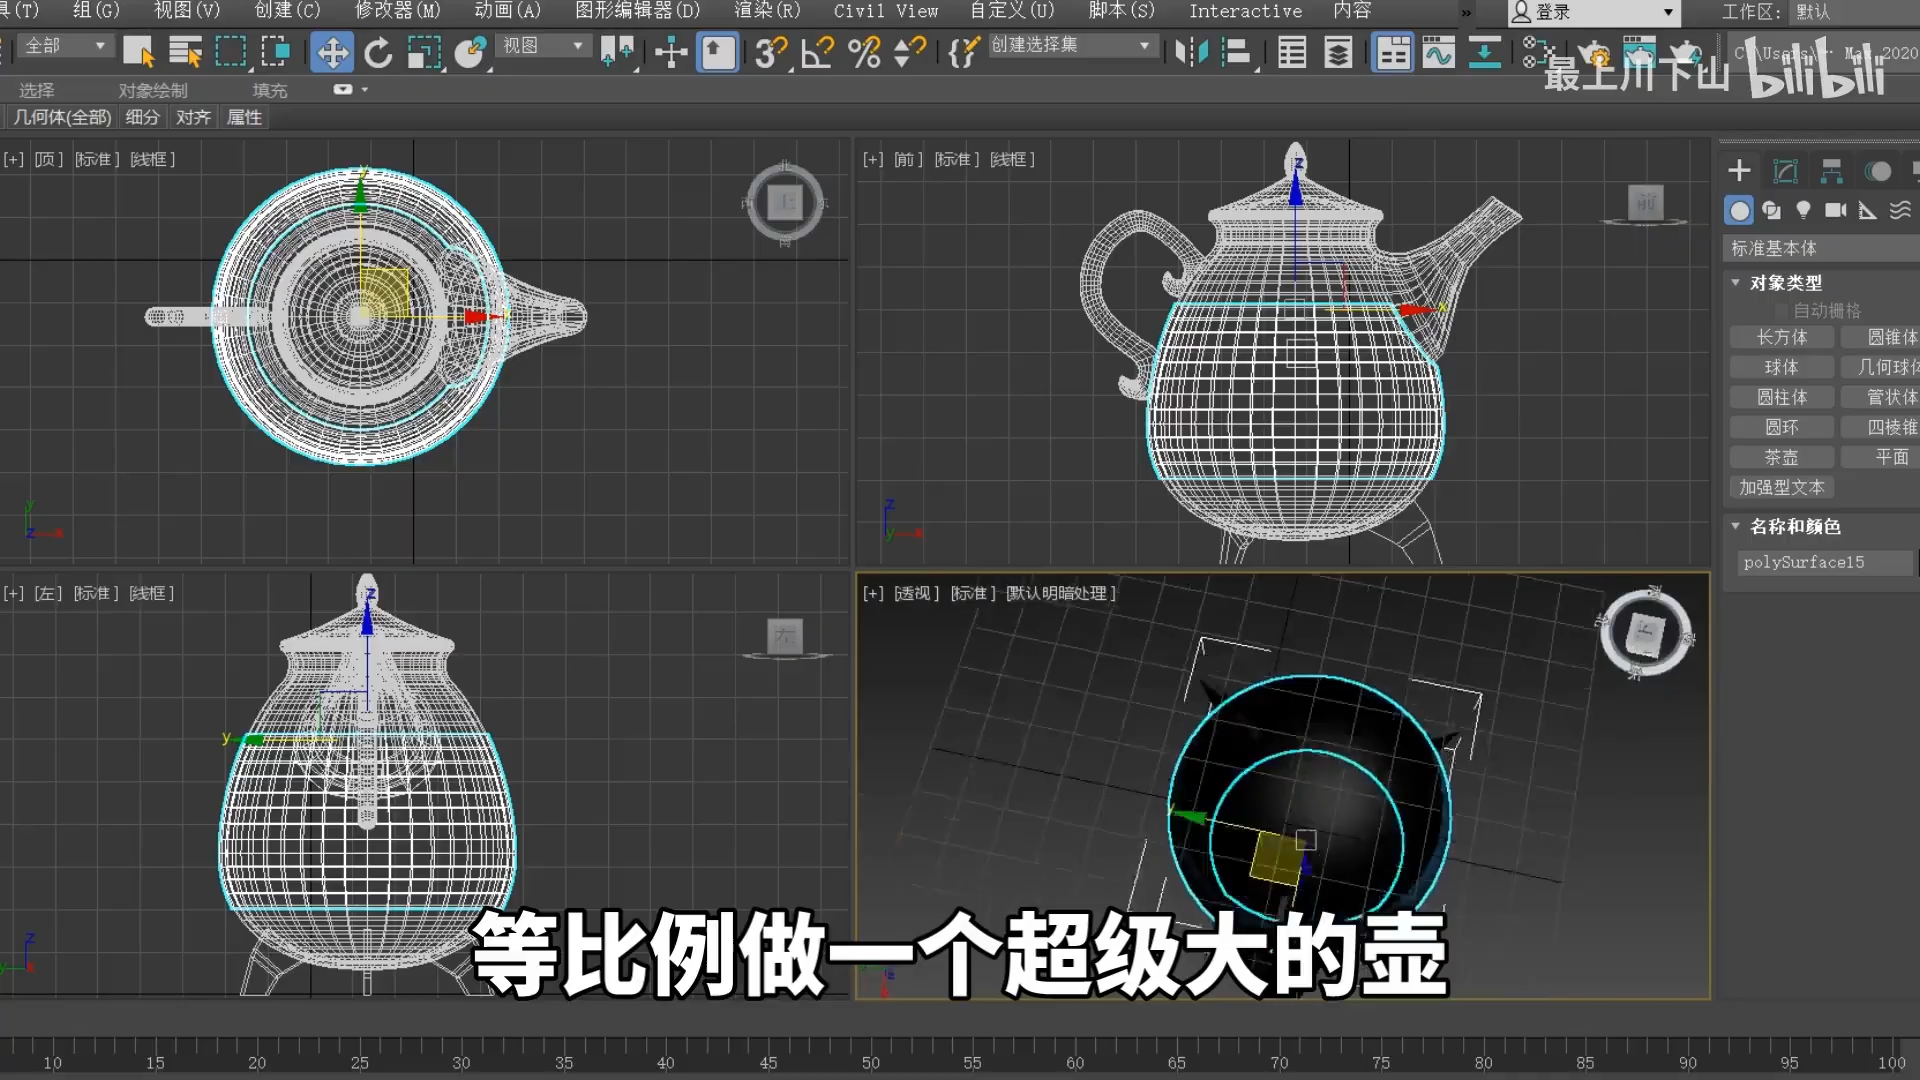 具(T) 组(G) 视图(V) 创建(C) 修改器(M) 动画(A) 图形编辑器(D) 渲染(R) Civil View 自定义(U) 脚本(S) Interactive 内容 » 登录 工作区: 默认
全部 视图 创建选择集
最上川下山 bilibili
选择 对象绘制 填充
几何体(全部) 细分 对齐 属性
[+] [顶] [标准] [线框]
[+] [前] [标准] [线框]
标准基本体
对象类型
自动栅格
长方体 圆锥体
球体 几何球体
圆柱体 管状体
圆环 四棱锥
茶壶 平面
加强型文本
名称和颜色
polySurface15
[+] [左] [标准] [线框]
[+] [透视] [标准] [默认明暗处理]
等比例做一个超级大的壶
10 15 20 25 30 35 40 45 50 55 60 65 70 75 80 85 90 95 100